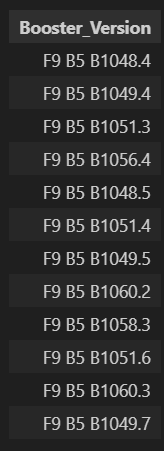 Booster_Version
F9 B5 B1048.4
F9 B5 B1049.4
F9 B5 B1051.3
F9 B5 B1056.4
F9 B5 B1048.5
F9 B5 B1051.4
F9 B5 B1049.5
F9 B5 B1060.2
F9 B5 B1058.3
F9 B5 B1051.6
F9 B5 B1060.3
F9 B5 B1049.7